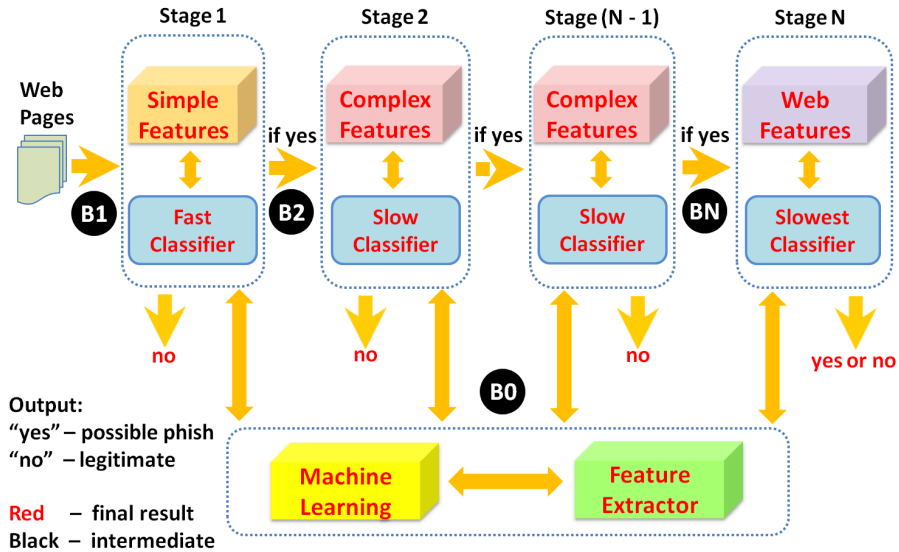 Stage 1
Stage 2
Stage (N - 1)
Stage N
Web
Pages
Simple
Features
Complex
Features
Complex
Features
Web
Features
if yes
if yes
if yes
B1
B2
BN
Fast
Classifier
Slow
Classifier
Slow
Classifier
Slowest
Classifier
no
no
no
yes or no
B0
Output:
“yes” – possible phish
“no” – legitimate
Red – final result
Black – intermediate
Machine
Learning
Feature
Extractor